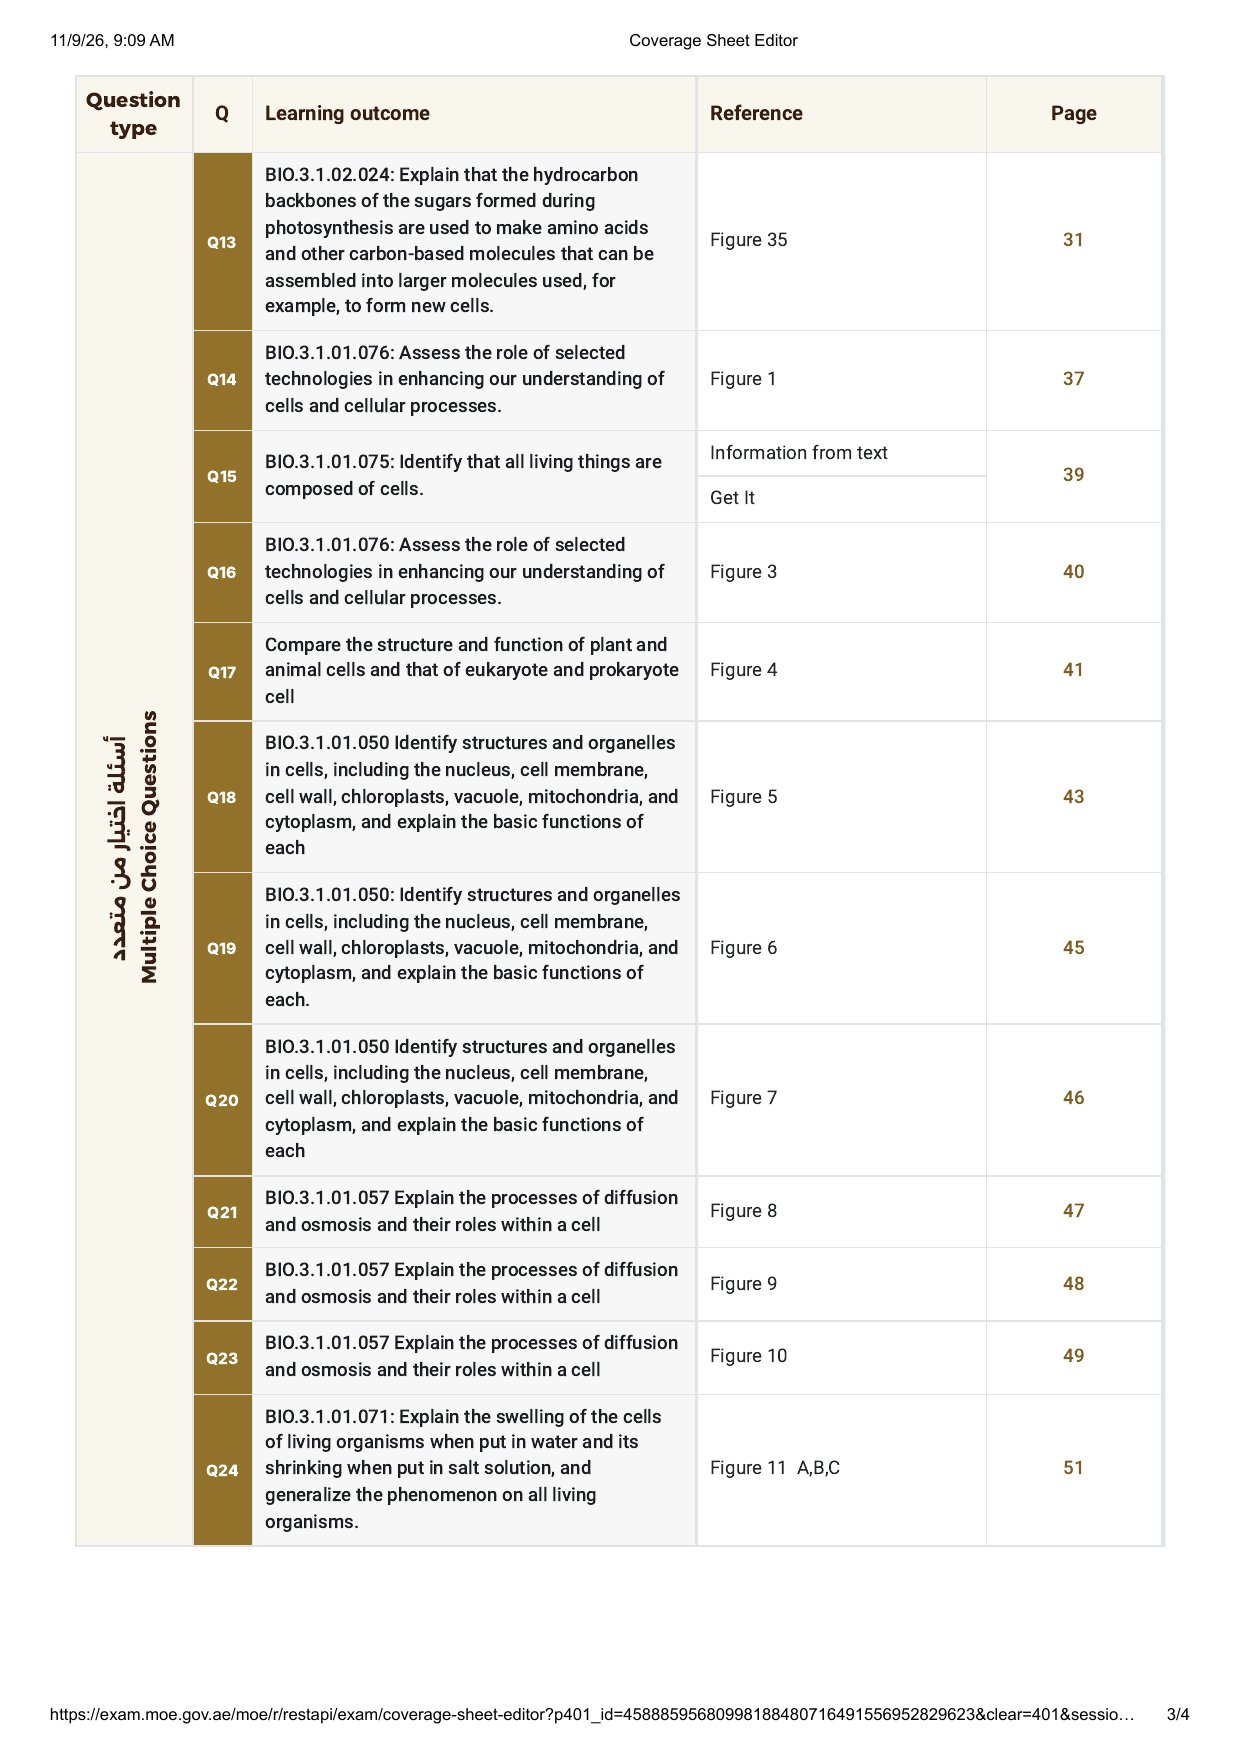 11/9/26, 9:09 AM
Coverage Sheet Editor
Question
type
Q
Learning outcome
Reference
Page
أسئلة اختيار من متعدد
Multiple Choice Questions
Q13
BIO.3.1.02.024: Explain that the hydrocarbon
backbones of the sugars formed during
photosynthesis are used to make amino acids
and other carbon-based molecules that can be
assembled into larger molecules used, for
example, to form new cells.
Figure 35
31
Q14
BIO.3.1.01.076: Assess the role of selected
technologies in enhancing our understanding of
cells and cellular processes.
Figure 1
37
Q15
BIO.3.1.01.075: Identify that all living things are
composed of cells.
Information from text
Get It
39
Q16
BIO.3.1.01.076: Assess the role of selected
technologies in enhancing our understanding of
cells and cellular processes.
Figure 3
40
Q17
Compare the structure and function of plant and
animal cells and that of eukaryote and prokaryote
cell
Figure 4
41
Q18
BIO.3.1.01.050 Identify structures and organelles
in cells, including the nucleus, cell membrane,
cell wall, chloroplasts, vacuole, mitochondria, and
cytoplasm, and explain the basic functions of
each
Figure 5
43
Q19
BIO.3.1.01.050: Identify structures and organelles
in cells, including the nucleus, cell membrane,
cell wall, chloroplasts, vacuole, mitochondria, and
cytoplasm, and explain the basic functions of
each.
Figure 6
45
Q20
BIO.3.1.01.050 Identify structures and organelles
in cells, including the nucleus, cell membrane,
cell wall, chloroplasts, vacuole, mitochondria, and
cytoplasm, and explain the basic functions of
each
Figure 7
46
Q21
BIO.3.1.01.057 Explain the processes of diffusion
and osmosis and their roles within a cell
Figure 8
47
Q22
BIO.3.1.01.057 Explain the processes of diffusion
and osmosis and their roles within a cell
Figure 9
48
Q23
BIO.3.1.01.057 Explain the processes of diffusion
and osmosis and their roles within a cell
Figure 10
49
Q24
BIO.3.1.01.071: Explain the swelling of the cells
of living organisms when put in water and its
shrinking when put in salt solution, and
generalize the phenomenon on all living
organisms.
Figure 11 A,B,C
51
https://exam.moe.gov.ae/moe/r/restapi/exam/coverage-sheet-editor?p401_id=45888595680998188480716491556952829623&clear=401&sessio…
3/4